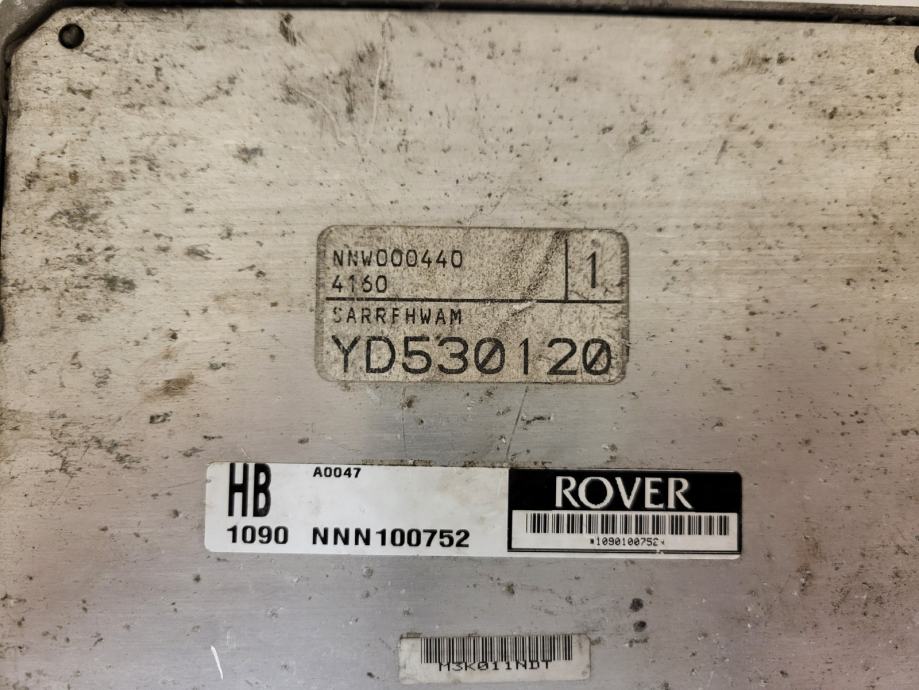 NNW000440
1
4160
SARRFHWAM
YD530120
HB
A0047
ROVER
1090 NNN100752
*1090100752*
M3K011NDT